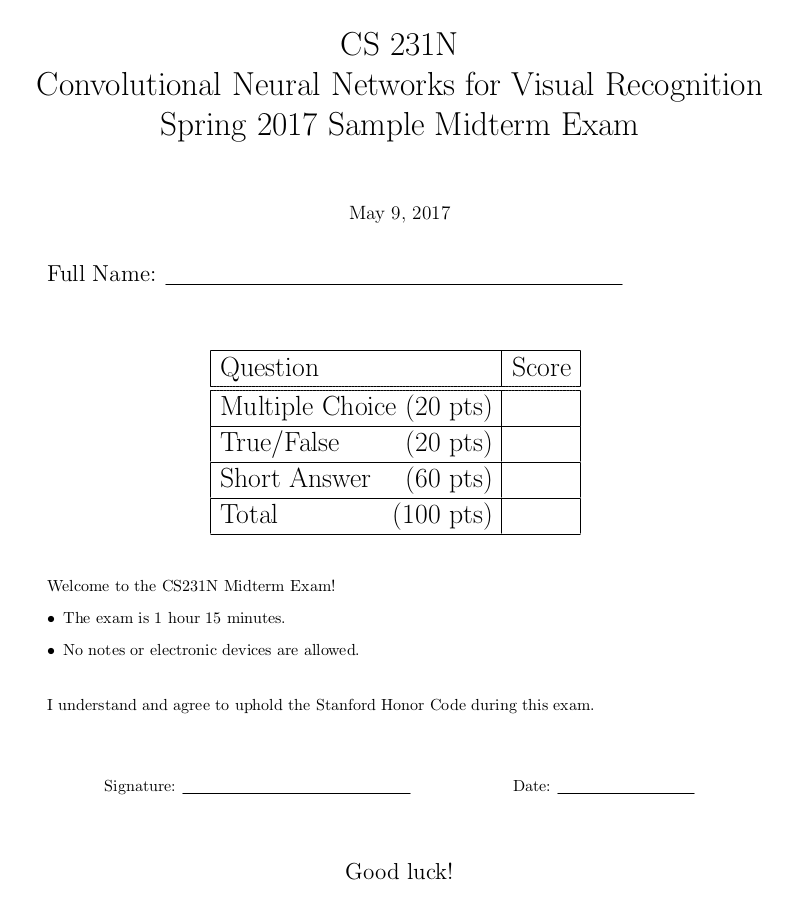 CS 231N
Convolutional Neural Networks for Visual Recognition
Spring 2017 Sample Midterm Exam
May 9, 2017
Full Name:
Question Score
Multiple Choice (20 pts)
True/False (20 pts)
Short Answer (60 pts)
Total (100 pts)
Welcome to the CS231N Midterm Exam!
• The exam is 1 hour 15 minutes.
• No notes or electronic devices are allowed.
I understand and agree to uphold the Stanford Honor Code during this exam.
Signature: Date:
Good luck!